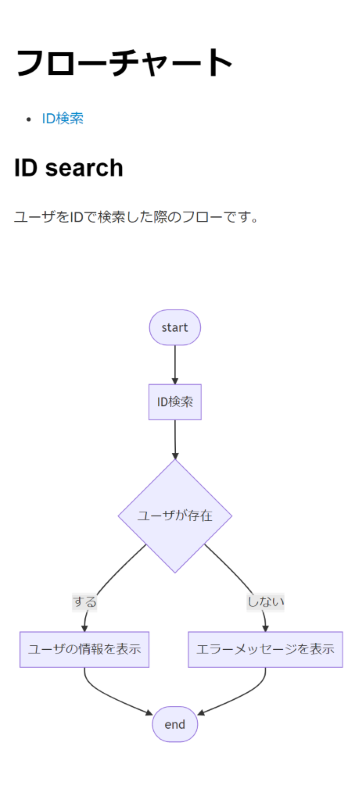 フローチャート
ID検索
ID search
ユーザをIDで検索した際のフローです。
start
ID検索
ユーザが存在
する
しない
ユーザの情報を表示
エラーメッセージを表示
end